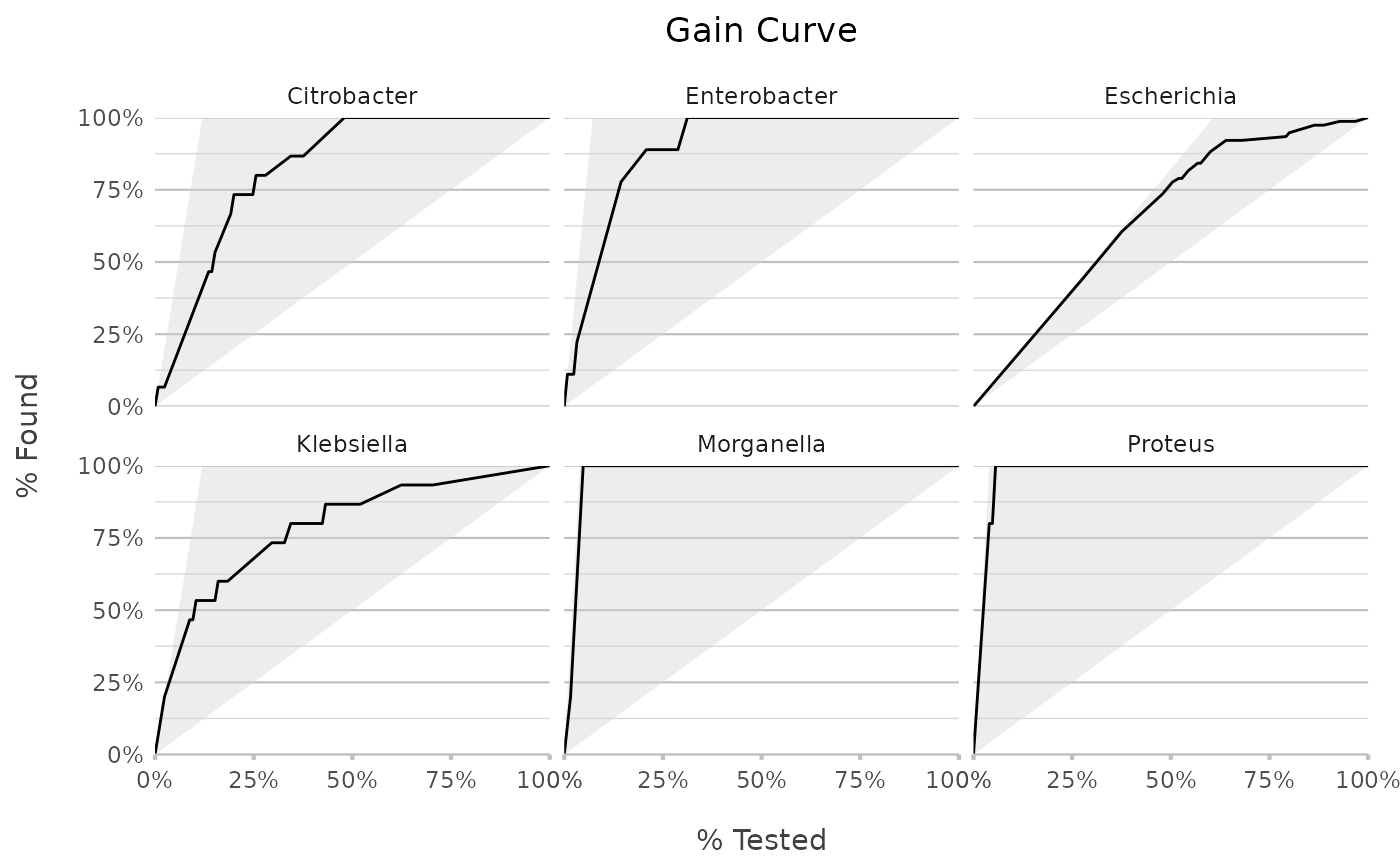 Gain Curve
Citrobacter Enterobacter Escherichia
100%
75%
50%
25%
0%
Klebsiella Morganella Proteus
100%
75%
50%
25%
0%
0% 25% 50% 75% 100% 0% 25% 50% 75% 100% 0% 25% 50% 75% 100%
% Found
% Tested